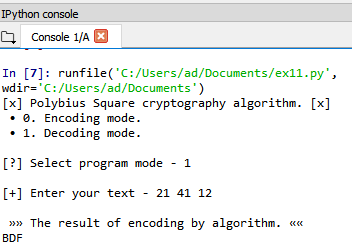 IPython console
Console 1/A
In [7]: runfile('C:/Users/ad/Documents/ex11.py',
wdir='C:/Users/ad/Documents')
[x] Polybius Square cryptography algorithm. [x]
• 0. Encoding mode.
• 1. Decoding mode.
[?] Select program mode - 1
[+] Enter your text - 21 41 12
»» The result of encoding by algorithm. ««
BDF